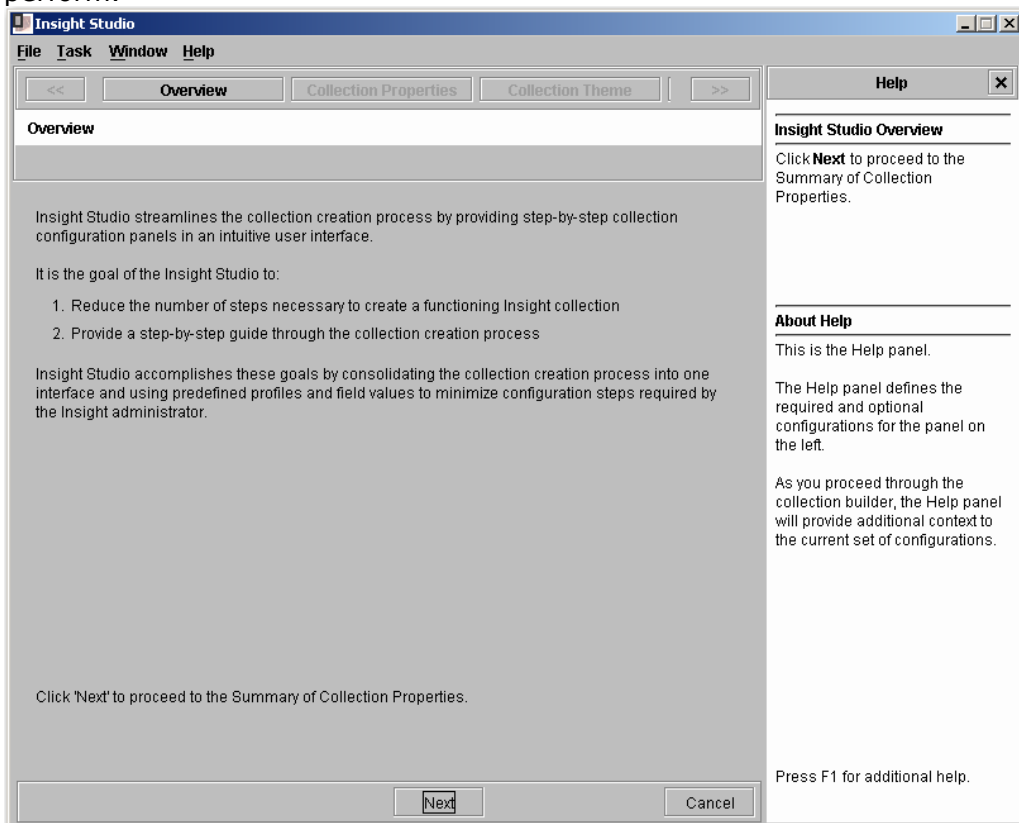 perform.
Insight Studio
File Task Window Help
<< Overview Collection Properties Collection Theme >>
Overview
Insight Studio streamlines the collection creation process by providing step-by-step collection
configuration panels in an intuitive user interface.
It is the goal of the Insight Studio to:
1. Reduce the number of steps necessary to create a functioning Insight collection
2. Provide a step-by-step guide through the collection creation process
Insight Studio accomplishes these goals by consolidating the collection creation process into one
interface and using predefined profiles and field values to minimize configuration steps required by
the Insight administrator.
Click 'Next' to proceed to the Summary of Collection Properties.
Next Cancel
Help
Insight Studio Overview
Click Next to proceed to the
Summary of Collection
Properties.
About Help
This is the Help panel.
The Help panel defines the
required and optional
configurations for the panel on
the left.
As you proceed through the
collection builder, the Help panel
will provide additional context to
the current set of configurations.
Press F1 for additional help.